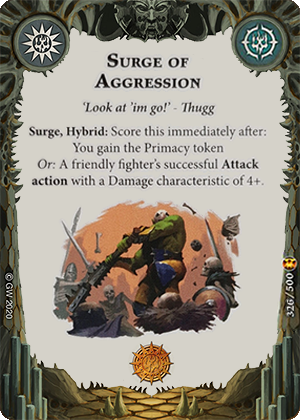 SURGE OF
AGGRESSION
'Look at 'im go!' - Thugg
Surge, Hybrid: Score this immediately after:
You gain the Primacy token
Or: A friendly fighter's successful Attack
action with a Damage characteristic of 4+.
© GW 2020
326/500